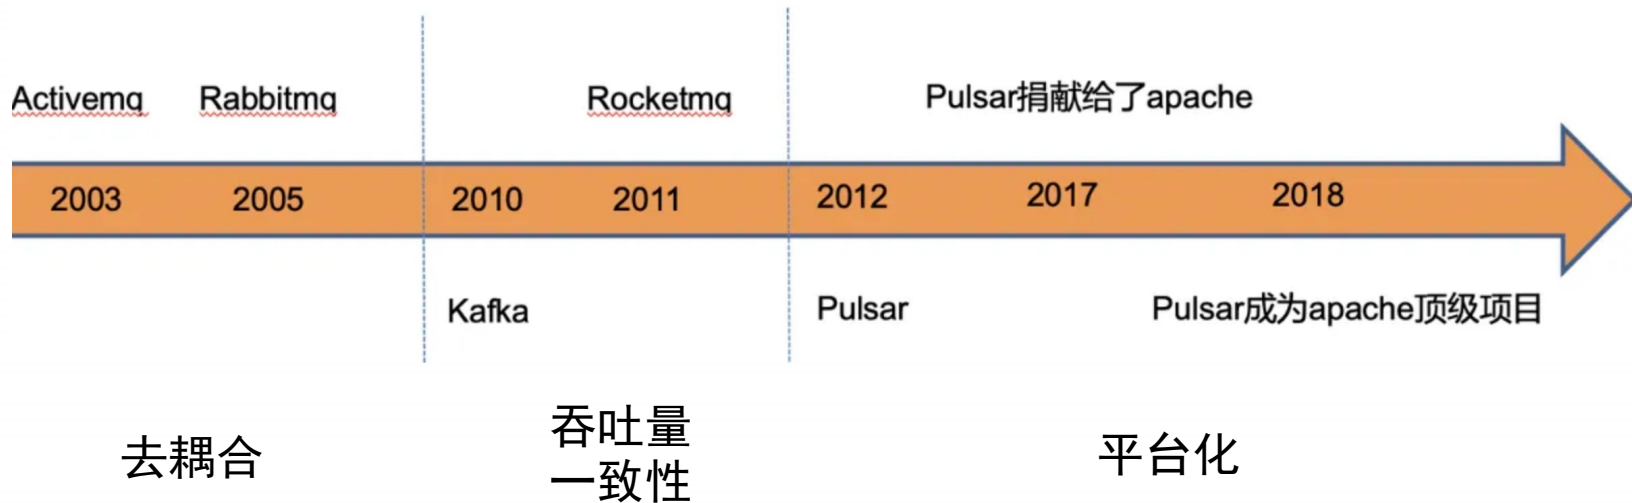 Activemq Rabbitmq Rocketmq Pulsar捐献给了apache
2003 2005 2010 2011 2012 2017 2018
Kafka Pulsar Pulsar成为apache顶级项目
去耦合
吞吐量
一致性
平台化